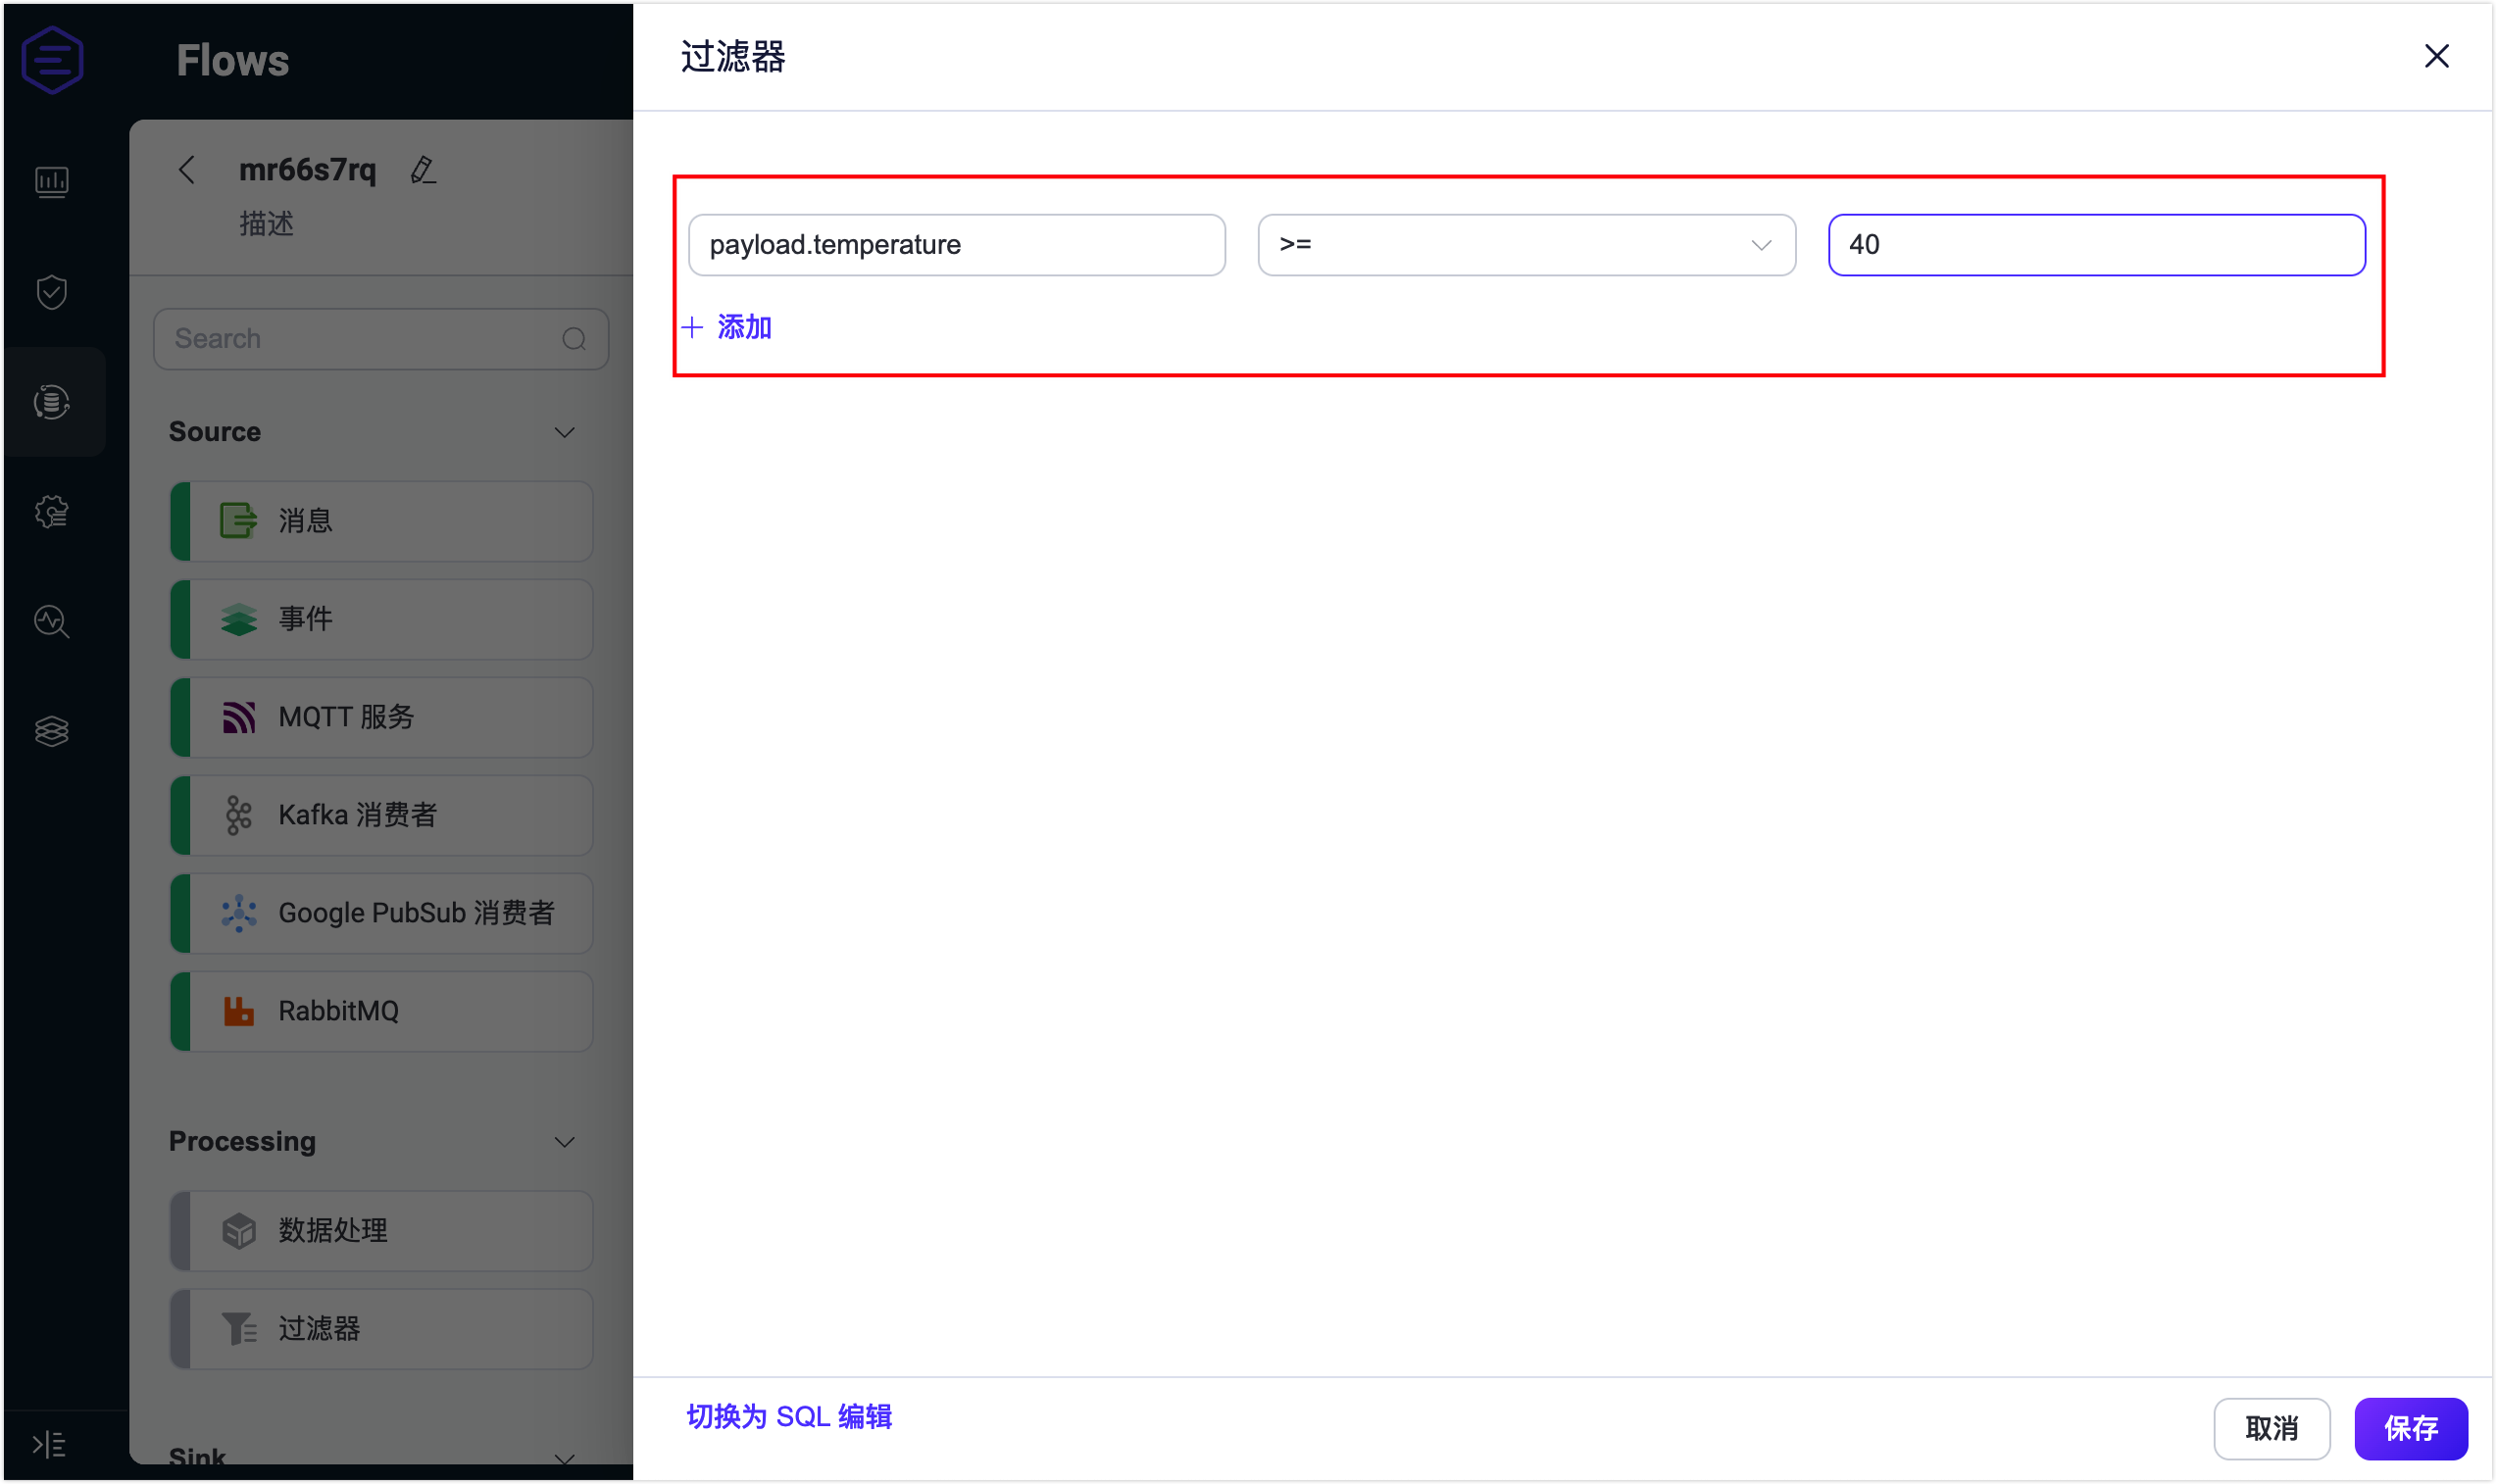 Flows
mr66s7rq
描述
Search
Source
消息
事件
MQTT 服务
Kafka 消费者
Google PubSub 消费者
RabbitMQ
Processing
数据处理
过滤器
Sink
过滤器
payload.temperature >= 40
添加
切换为 SQL 编辑
取消 保存